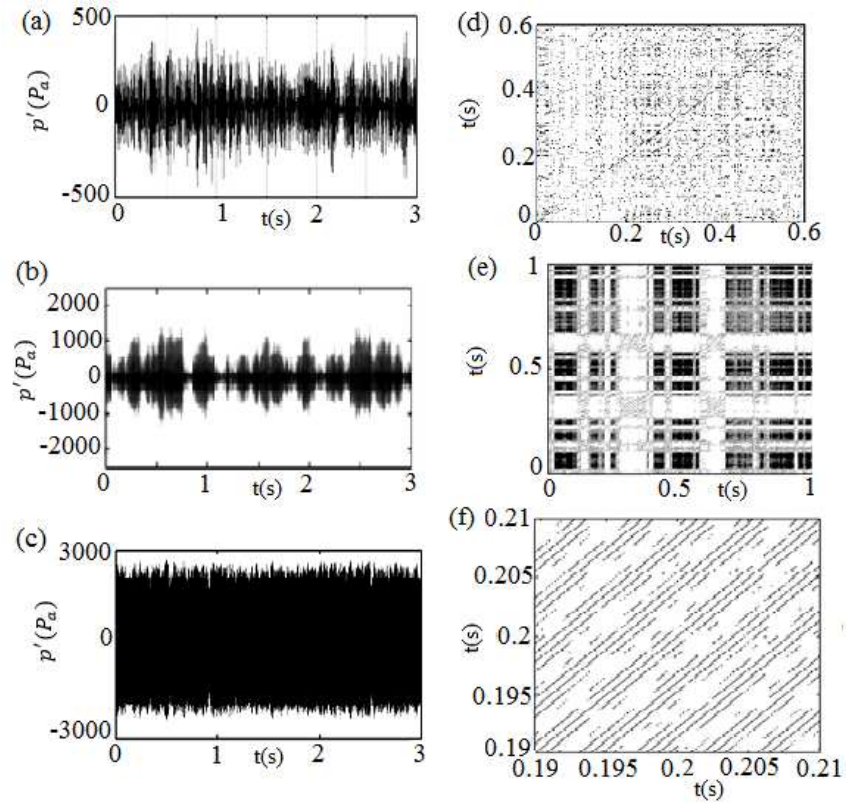 (a)
500
0
-500
p′(Pₐ)
0 1 2 3
t(s)
(b)
2000
1000
0
-1000
-2000
p′(Pₐ)
0 1 2 3
t(s)
(c)
3000
0
-3000
p′(Pₐ)
0 1 2 3
t(s)
(d)
0.6
0.4
0.2
0
t(s)
0 0.2 0.4 0.6
t(s)
(e)
1
0.5
0
t(s)
0 0.5 1
t(s)
(f)
0.21
0.205
0.2
0.195
0.19
t(s)
0.19 0.195 0.2 0.205 0.21
t(s)